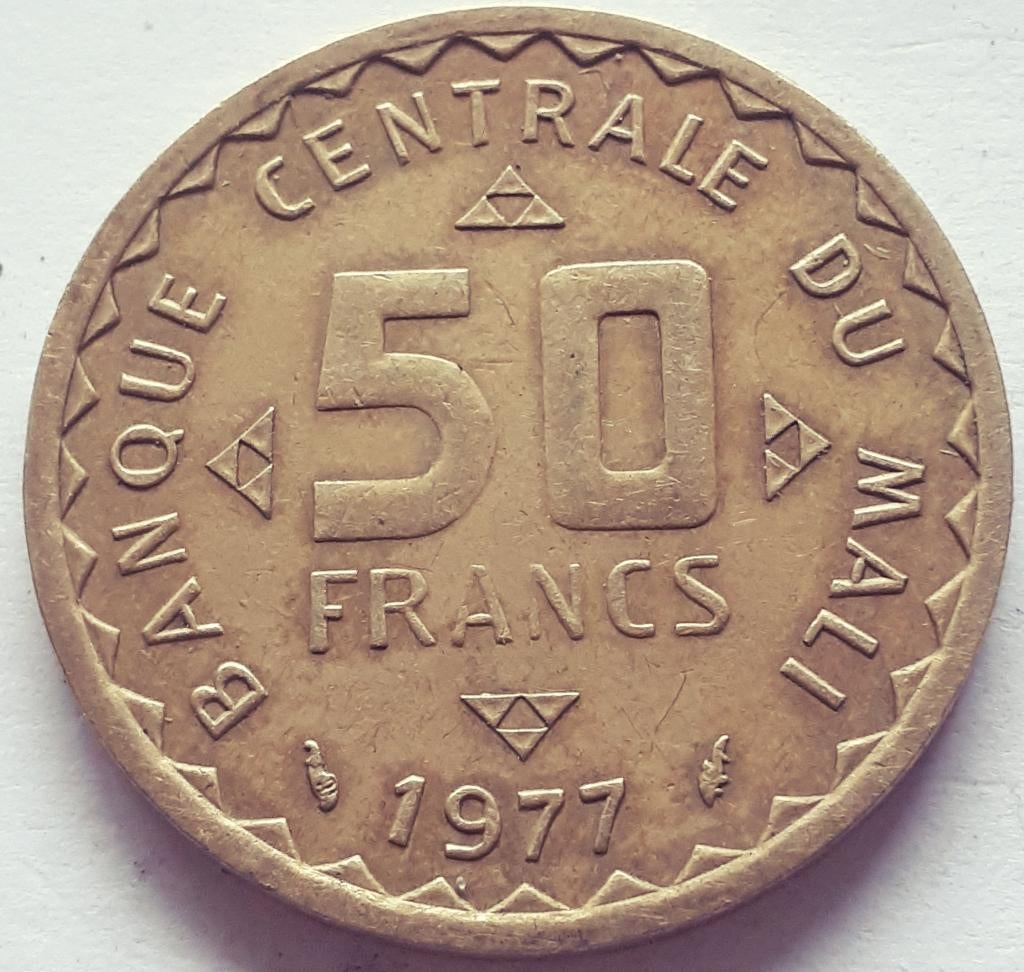 BANQUE CENTRALE DU MALI
50
FRANCS
1977